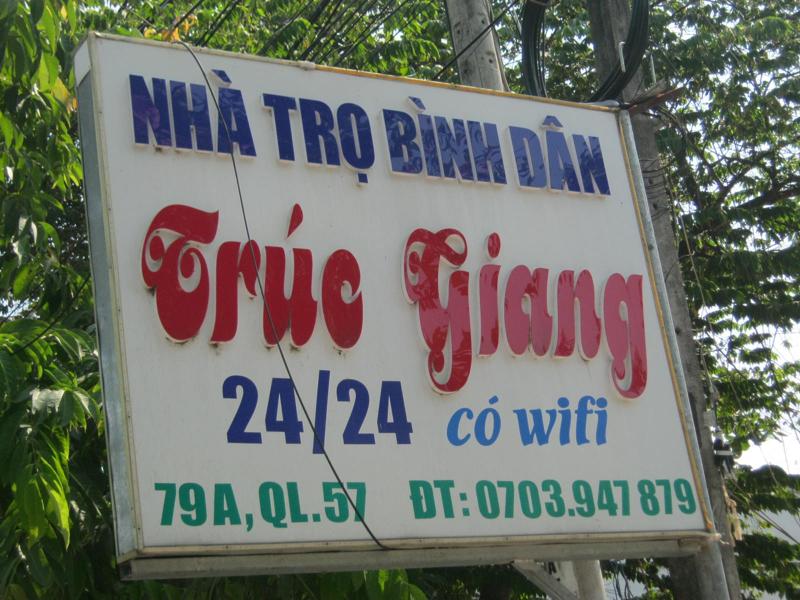 NHÀ TRỌ BÌNH DÂN
Trúc Giang
24/24 có wifi
79A, QL.57 ĐT: 0703.947 879